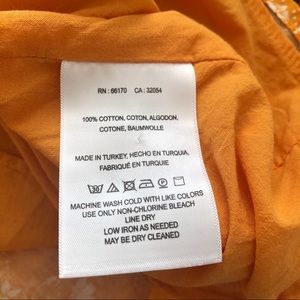 RN : 66170 CA : 32054
100% COTTON, COTON, ALGODON,
COTONE, BAUMWOLLE
MADE IN TURKEY, HECHO EN TURQUIA,
FABRIQUÉ EN TURQUIE
MACHINE WASH COLD WITH LIKE COLORS
USE ONLY NON-CHLORINE BLEACH
LINE DRY
LOW IRON AS NEEDED
MAY BE DRY CLEANED